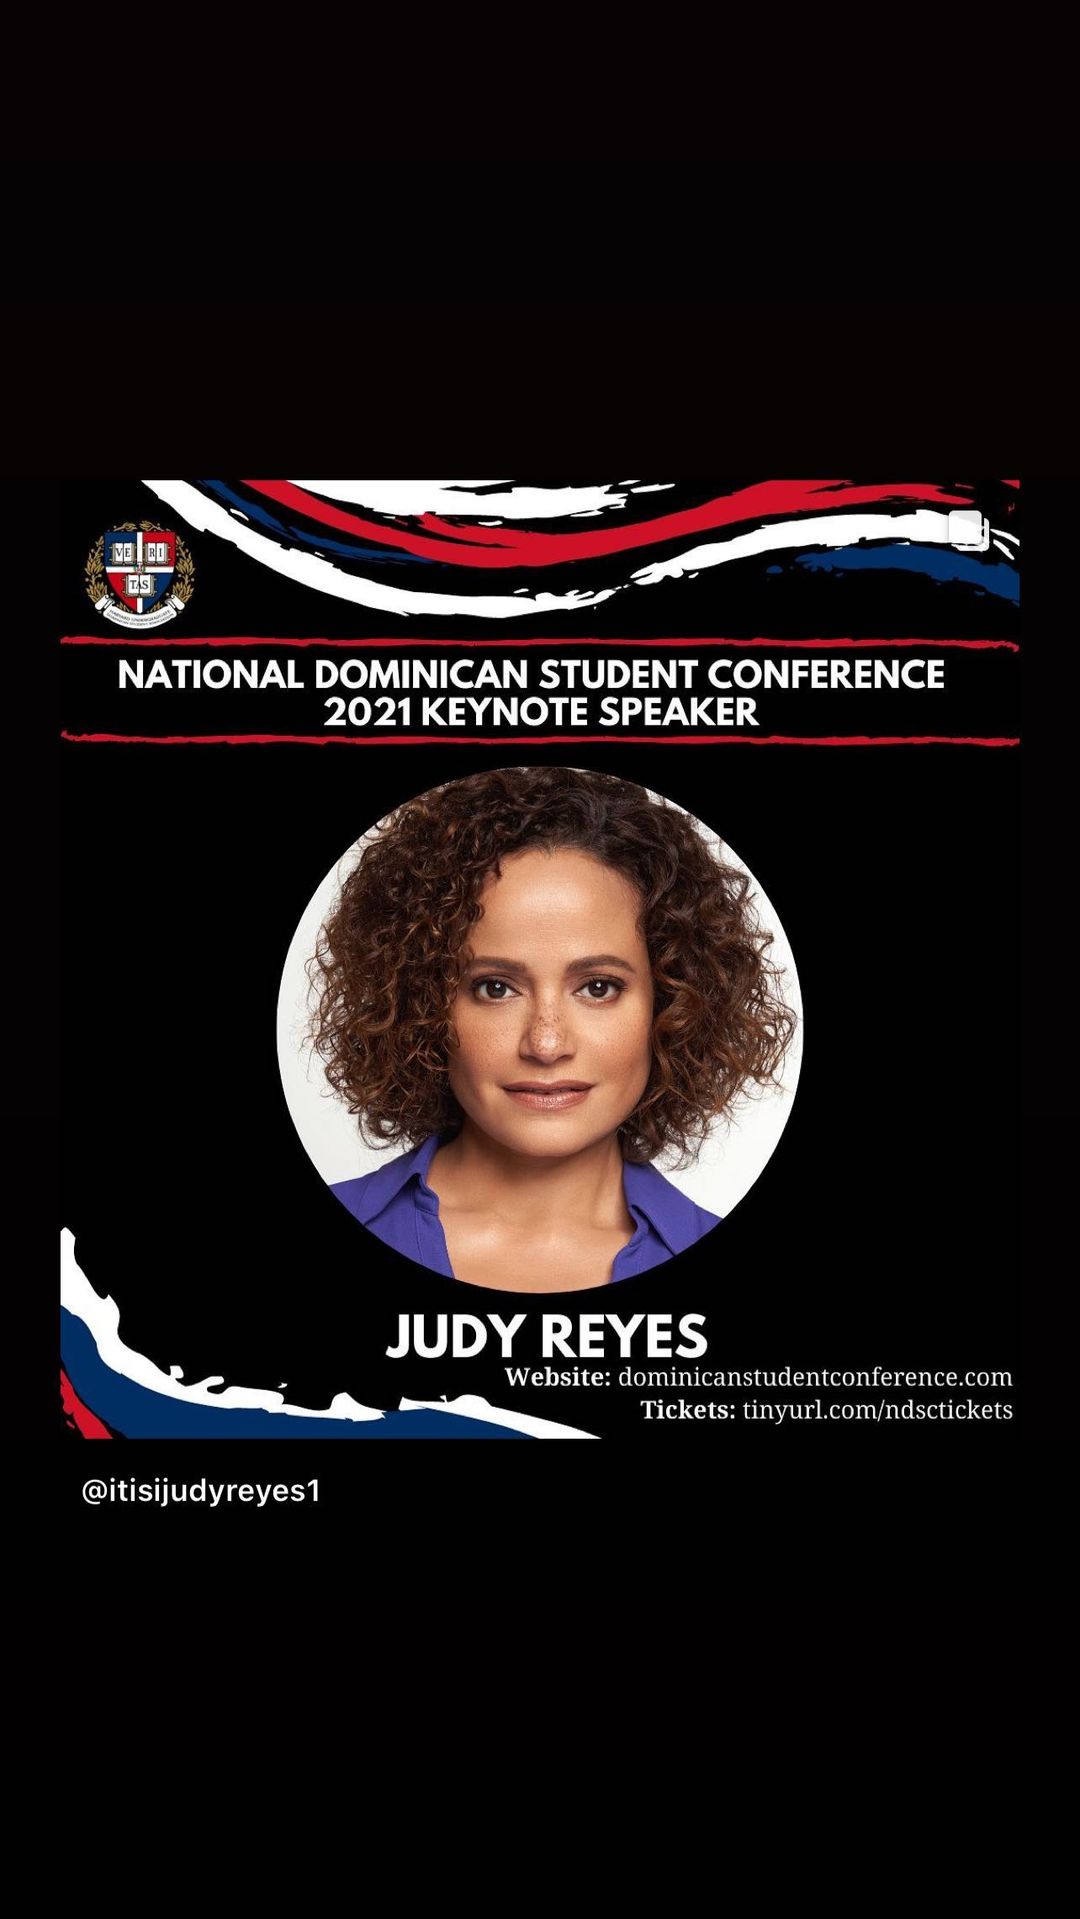 VE RI
TAS
NATIONAL DOMINICAN STUDENT CONFERENCE
2021 KEYNOTE SPEAKER
JUDY REYES
Website: dominicanstudentconference.com
Tickets: tinyurl.com/ndsctickets
@itisijudyreyes1